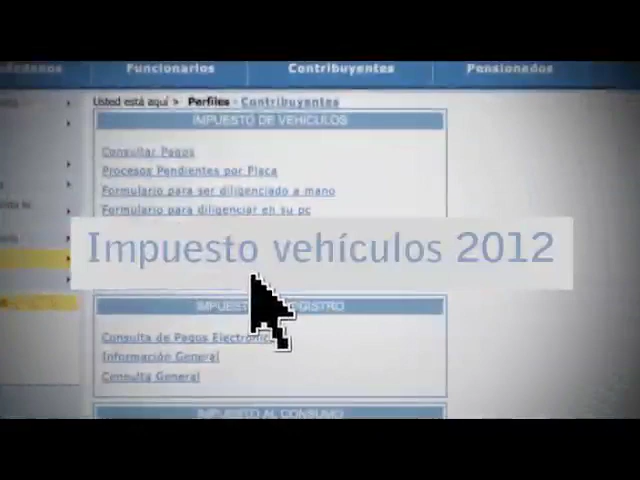 Funcionarios Contribuyentes Pensionados
Usted está aquí > Perfiles - Contribuyentes
IMPUESTO DE VEHICULOS
Consultar Pagos
Procesos Pendientes por Placa
Formulario para ser diligenciado a mano
Formulario para diligenciar en su pc
Impuesto vehículos 2012
Consulta de Pagos
Información General
Consulta General
IMPUESTO AL CONSUMO